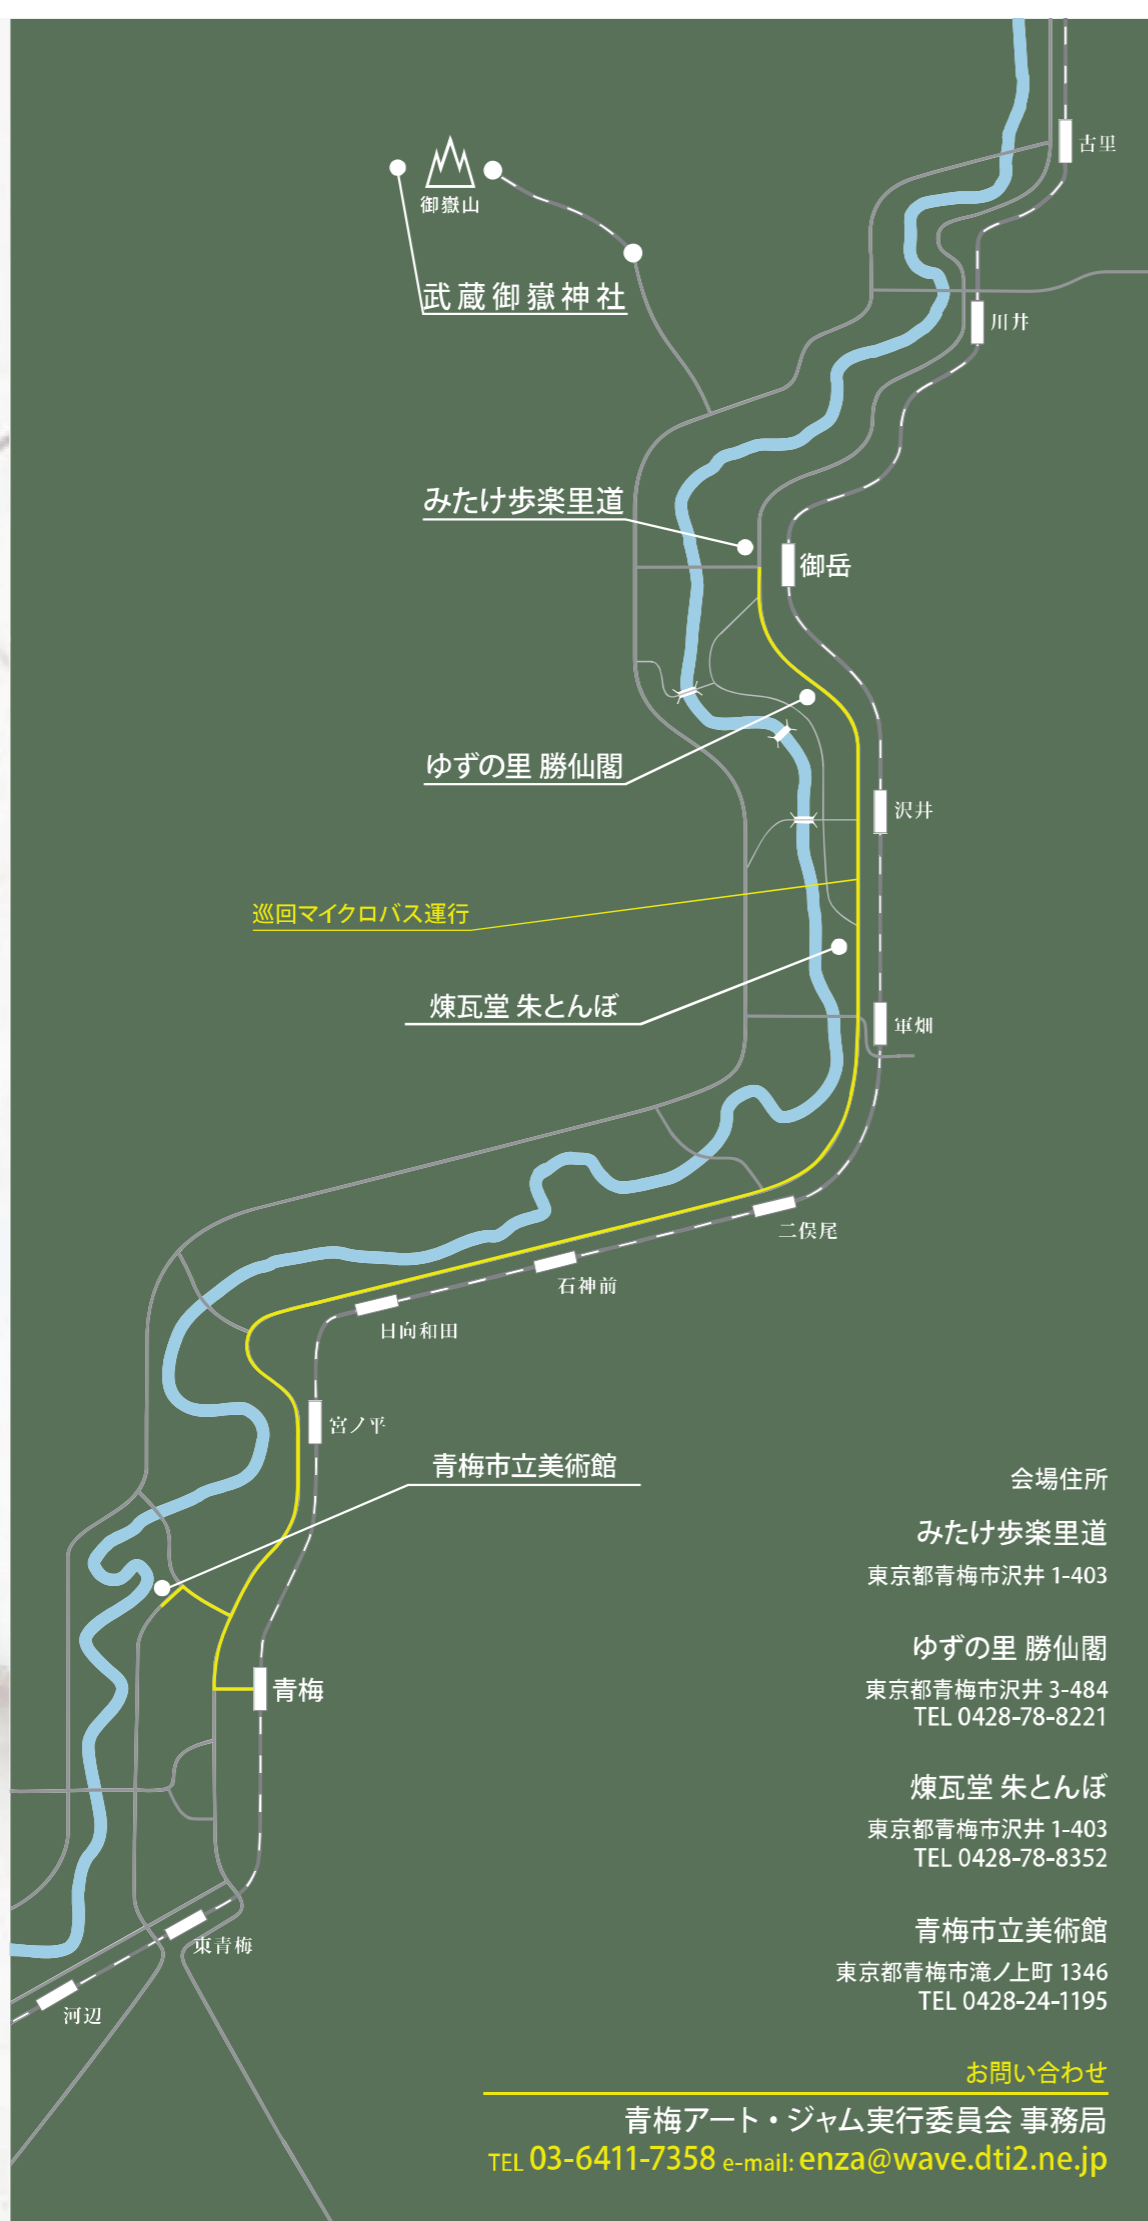 古里
御嶽山
武蔵御嶽神社
川井
みたけ歩楽里道
御岳
ゆずの里 勝仙閣
沢井
巡回マイクロバス運行
煉瓦堂 朱とんぼ
軍畑
二俣尾
石神前
日向和田
宮ノ平
青梅市立美術館
青梅
東青梅
河辺
会場住所
みたけ歩楽里道
東京都青梅市沢井 1-403
ゆずの里 勝仙閣
東京都青梅市沢井 3-484
TEL 0428-78-8221
煉瓦堂 朱とんぼ
東京都青梅市沢井 1-403
TEL 0428-78-8352
青梅市立美術館
東京都青梅市滝ノ上町 1346
TEL 0428-24-1195
お問い合わせ
青梅アート・ジャム実行委員会 事務局
TEL 03-6411-7358 e-mail: enza@wave.dti2.ne.jp